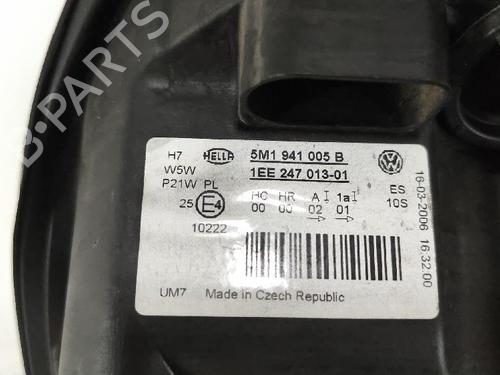 B-PARTS
H7 HELLA 5M1 941 005 B
W5W 1EE 247 013-01
P21W PL HC HR A 1a ES
25 E4 00 00 02 01 10S
10222
UM7 Made in Czech Republic
16-03-2006 16:32:00